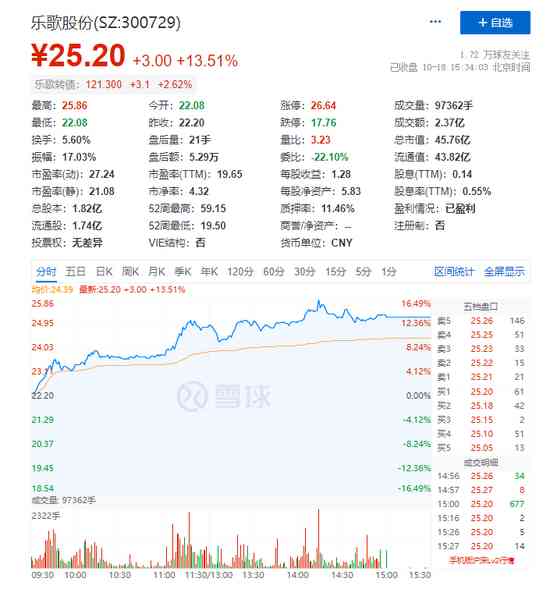 乐歌股份(SZ:300729)
··· +自选
¥25.20 +3.00 +13.51%
1.72 万球友关注
已收盘 10-18 15:34:03 北京时间
乐歌转债：121.300 +3.1 +2.62%
最高：25.86 今开：22.08 涨停：26.64 成交量：97362手
最低：22.08 昨收：22.20 跌停：17.76 成交额：2.37亿
换手：5.60% 盘后量：21手 量比：3.23 总市值：45.76亿
振幅：17.03% 盘后额：5.29万 委比：-22.10% 流通值：43.82亿
市盈率(动)：27.24 市盈率(TTM)：19.65 每股收益：1.28 股息(TTM)：0.14
市盈率(静)：21.08 市净率：4.32 每股净资产：5.83 股息率(TTM)：0.55%
总股本：1.82亿 52周最高：59.15 质押率：11.46% 盈利情况：已盈利
流通股：1.74亿 52周最低：19.50 商誉/净资产：-- 注册制：否
投票权：无差异 VIE结构：否 货币单位：CNY
分时 五日 日K 周K 月K 季K 年K 120分 60分 30分 15分 5分 1分 区间统计 全屏显示
均价:24.39 最新:25.20 +3.00 +13.51%
25.86 16.49%
24.95 12.36%
24.03 8.24%
4.12%
22.20 0.00%
21.29 -4.12%
20.37 -8.24%
19.45 -12.36%
18.54 -16.49%
雪球
成交量: 97362手
2322手
09:30 10:00 10:30 11:00 11:30/13:00 13:30 14:00 14:30 15:00 15:30
五档盘口
卖5 25.26 146
卖4 25.25 51
卖3 25.23 33
卖2 25.22 15
卖1 25.21 21
买1 25.20 61
买2 25.18 42
买3 25.15 2
买4 25.10 51
买5 25.05 13
成交明细
14:56 25.26 34
14:57 25.27 8
15:00 25.20 677
15:16 25.20 2
15:26 25.20 5
15:27 25.20 14